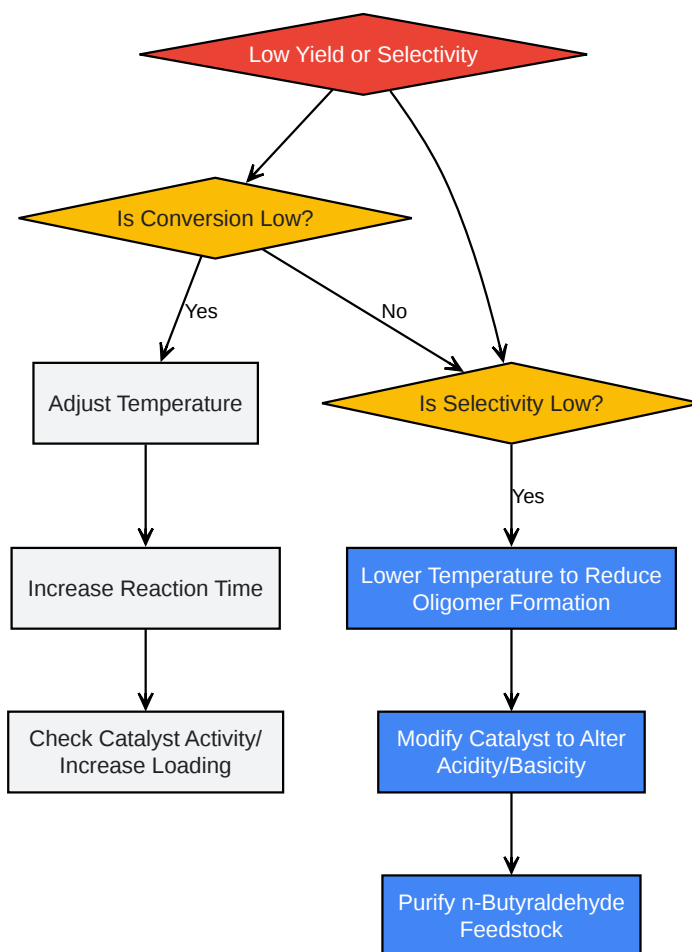 Low Yield or Selectivity
Is Conversion Low?
Yes
No
Adjust Temperature
Is Selectivity Low?
Yes
Increase Reaction Time
Lower Temperature to Reduce
Oligomer Formation
Check Catalyst Activity/
Increase Loading
Modify Catalyst to Alter
Acidity/Basicity
Purify n-Butyraldehyde
Feedstock